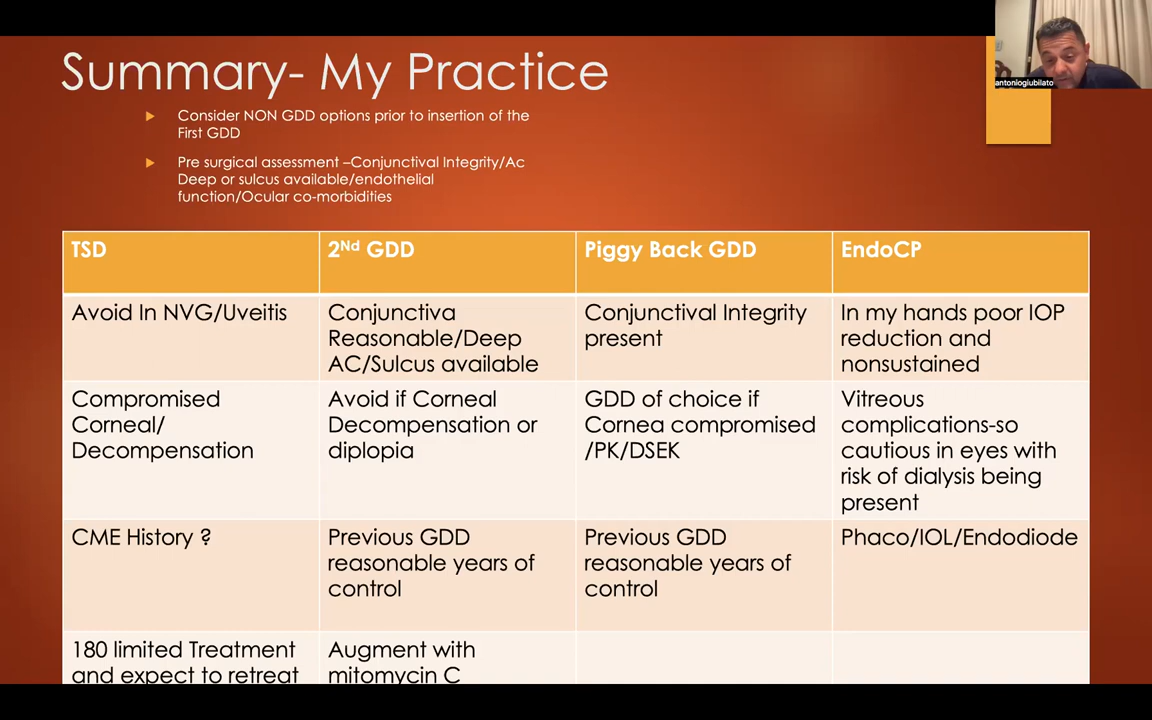 Summary- My Practice
antoniogiubilato
Consider NON GDD options prior to insertion of the
First GDD
Pre surgical assessment –Conjunctival Integrity/Ac
Deep or sulcus available/endothelial
function/Ocular co-morbidities
TSD
2Nd GDD
Piggy Back GDD
EndoCP
Avoid In NVG/Uveitis
Conjunctiva
Reasonable/Deep
AC/Sulcus available
Conjunctival Integrity
present
In my hands poor IOP
reduction and
nonsustained
Compromised
Corneal/
Decompensation
Avoid if Corneal
Decompensation or
diplopia
GDD of choice if
Cornea compromised
/PK/DSEK
Vitreous
complications-so
cautious in eyes with
risk of dialysis being
present
CME History ?
Previous GDD
reasonable years of
control
Previous GDD
reasonable years of
control
Phaco/IOL/Endodiode
180 limited Treatment
and expect to retreat
Augment with
mitomycin C